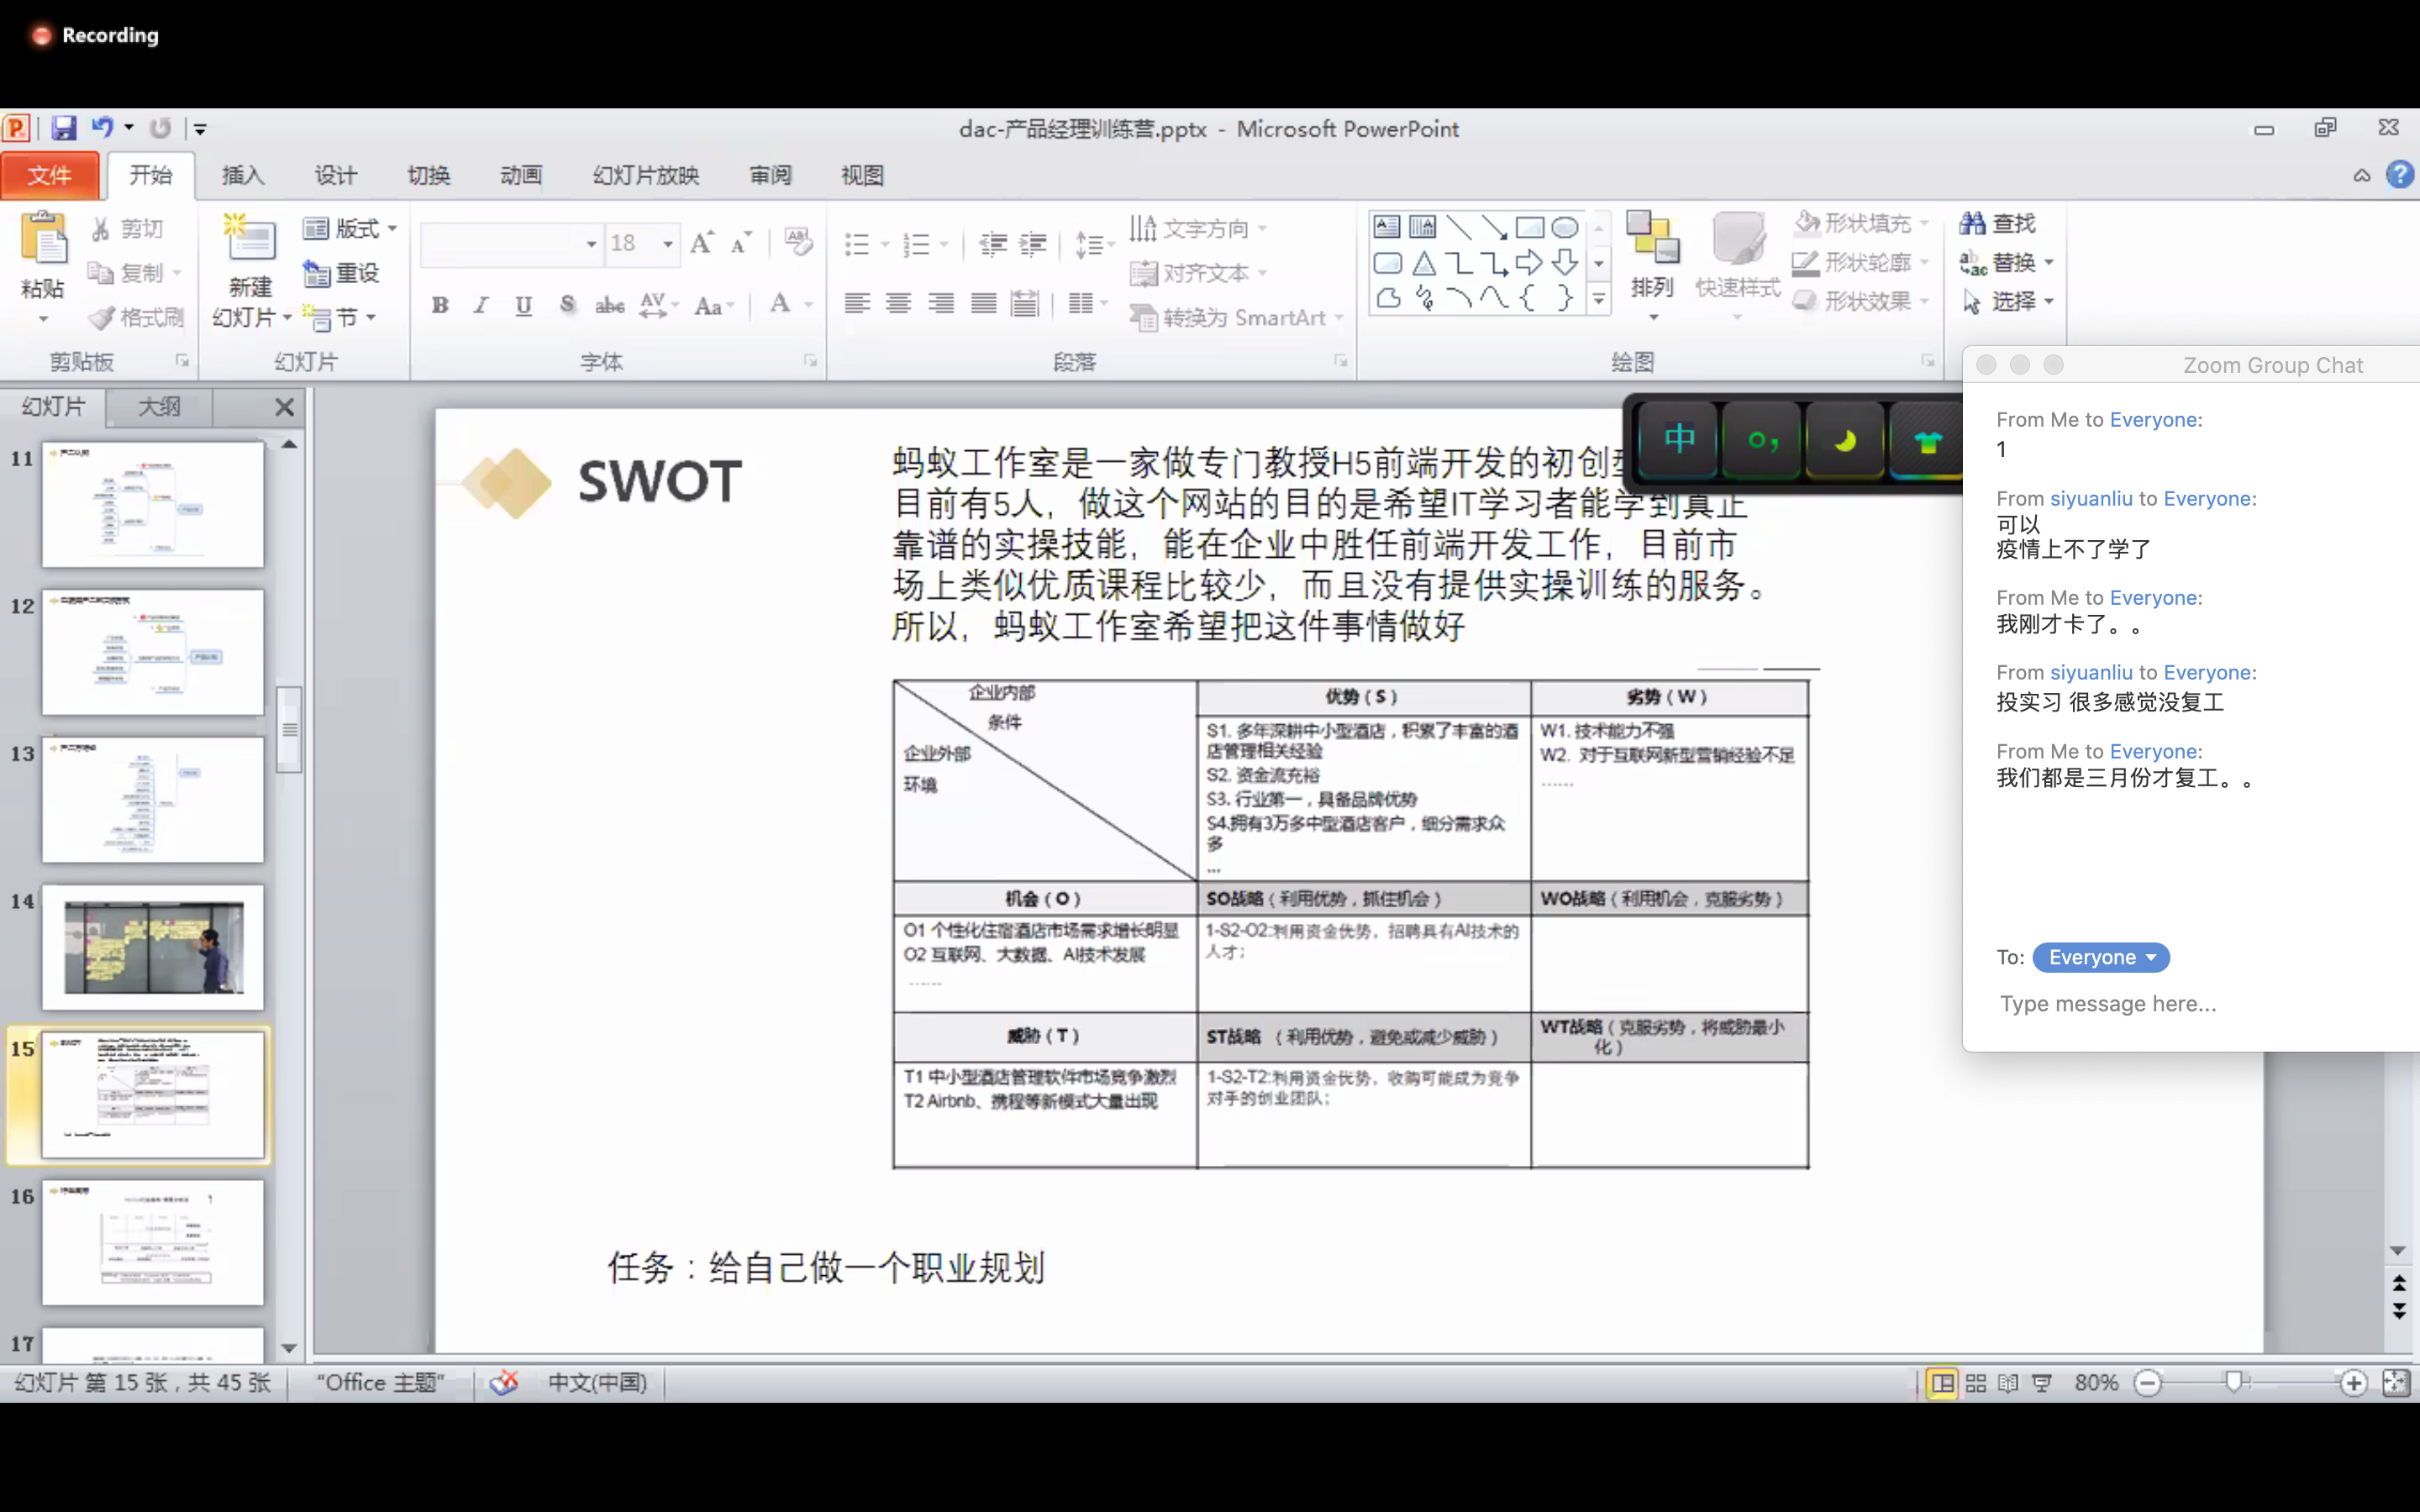 Recording
dac-产品经理训练营.pptx - Microsoft PowerPoint
文件 开始 插入 设计 切换 动画 幻灯片放映 审阅 视图
粘贴
剪切
复制
格式刷
剪贴板
新建
幻灯片
版式
重设
节
幻灯片
18
字体
文字方向
对齐文本
转换为 SmartArt
段落
排列
快速样式
形状填充
形状轮廓
形状效果
绘图
查找
替换
选择
幻灯片 大纲
11
12
13
14
15
16
17
SWOT
蚂蚁工作室是一家做专门教授H5前端开发的初创
目前有5人，做这个网站的目的是希望IT学习者能学到真正
靠谱的实操技能，能在企业中胜任前端开发工作，目前市
场上类似优质课程比较少，而且没有提供实操训练的服务。
所以，蚂蚁工作室希望把这件事情做好
企业内部
条件
企业外部
环境
优势（S）
劣势（W）
S1. 多年深耕中小型酒店，积累了丰富的酒
店管理相关经验
S2. 资金流充裕
S3. 行业第一，具备品牌优势
S4.拥有3万多中型酒店客户，细分需求众
多
...
W1. 技术能力不强
W2. 对于互联网新型营销经验不足
……
机会（O）
SO战略（利用优势，抓住机会）
WO战略（利用机会，克服劣势）
O1 个性化住宿酒店市场需求增长明显
O2 互联网、大数据、AI技术发展
……
1-S2-O2:利用资金优势，招聘具有AI技术的
人才；
威胁（T）
ST战略 （利用优势，避免或减少威胁）
WT战略（克服劣势，将威胁最小
化）
T1 中小型酒店管理软件市场竞争激烈
T2 Airbnb、携程等新模式大量出现
1-S2-T2:利用资金优势，收购可能成为竞争
对手的创业团队；
任务：给自己做一个职业规划
中
Zoom Group Chat
From Me to Everyone:
1
From siyuanliu to Everyone:
可以
疫情上不了学了
From Me to Everyone:
我刚才卡了。。
From siyuanliu to Everyone:
投实习 很多感觉没复工
From Me to Everyone:
我们都是三月份才复工。。
To: Everyone
Type message here...
幻灯片 第 15 张，共 45 张
"Office 主题"
中文(中国)
80%